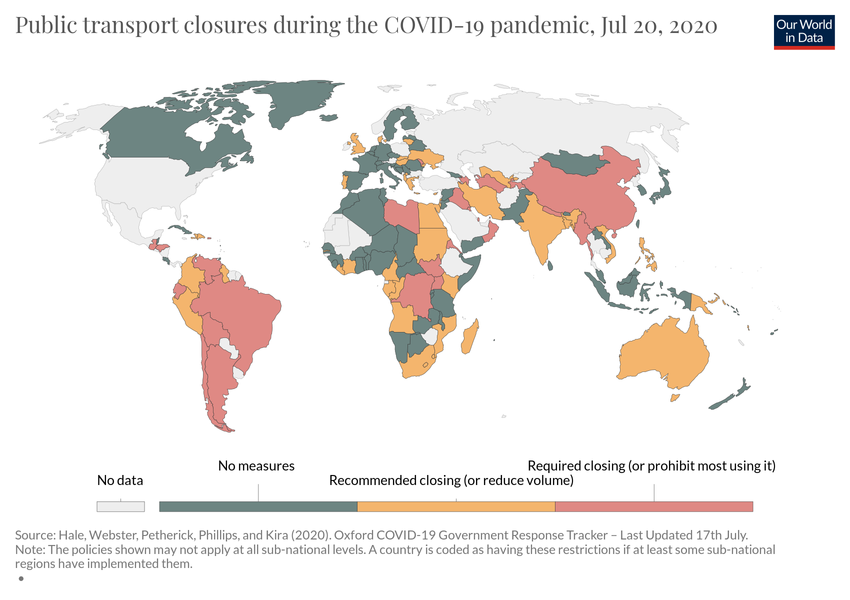 Public transport closures during the COVID-19 pandemic, Jul 20, 2020
Our World
in Data
No data
No measures
Recommended closing (or reduce volume)
Required closing (or prohibit most using it)
Source: Hale, Webster, Petherick, Phillips, and Kira (2020). Oxford COVID-19 Government Response Tracker – Last Updated 17th July.
Note: The policies shown may not apply at all sub-national levels. A country is coded as having these restrictions if at least some sub-national
regions have implemented them.